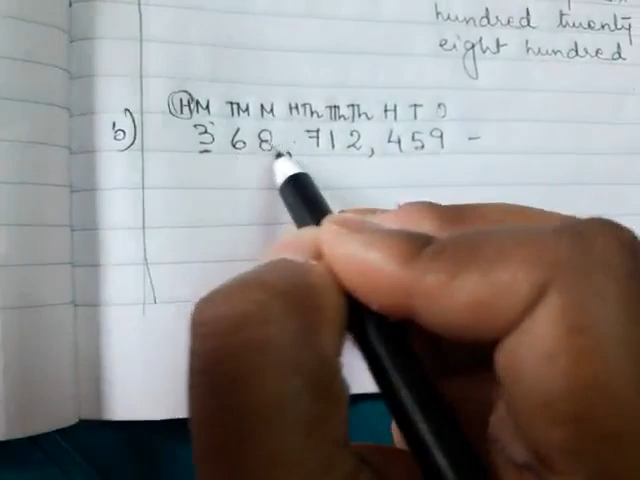 hundred twenty
eight hundred
HM TM M HTh TTh Th H T O
b) 368,712,459 -